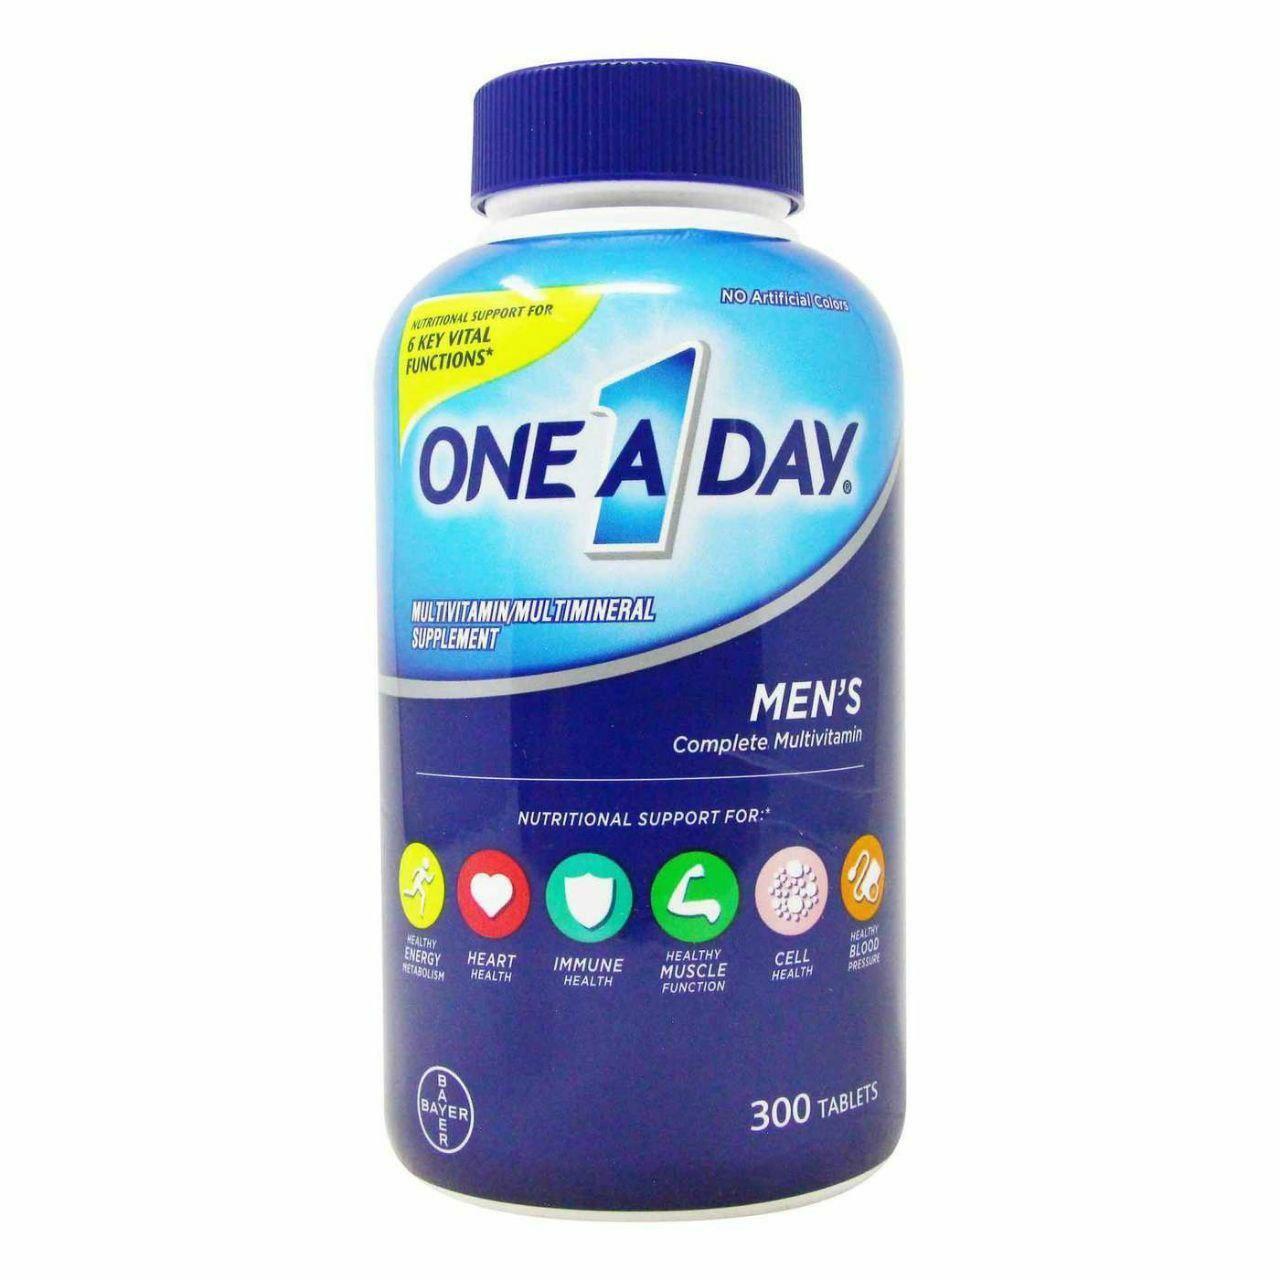 NO Artificial Colors
NUTRITIONAL SUPPORT FOR
6 KEY VITAL
FUNCTIONS*
1
ONE A DAY®
MULTIVITAMIN/MULTIMINERAL
SUPPLEMENT
MEN'S
Complete Multivitamin
NUTRITIONAL SUPPORT FOR:*
HEALTHY
ENERGY
METABOLISM
HEART
HEALTH
IMMUNE
HEALTH
HEALTHY
MUSCLE
FUNCTION
CELL
HEALTH
HEALTHY
BLOOD
PRESSURE
BAYER
BAYER
300 TABLETS